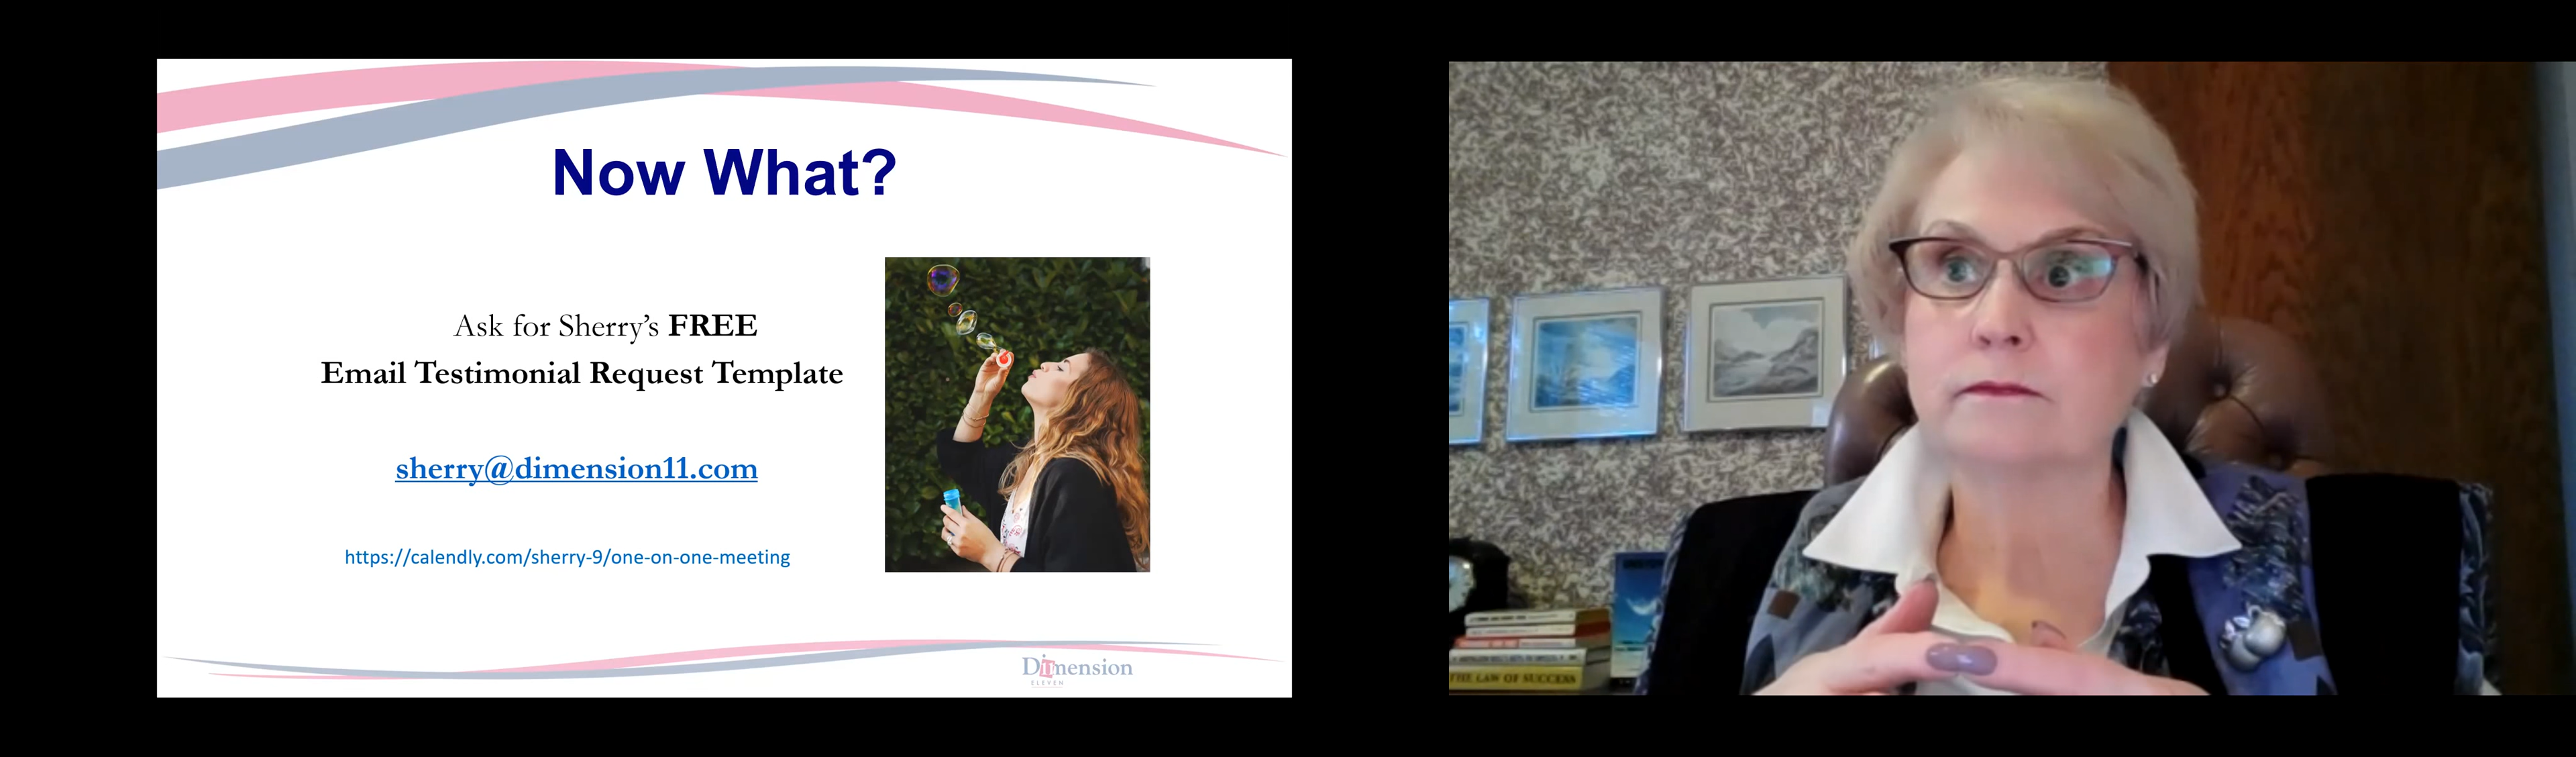 Now What?
Ask for Sherry’s FREE
Email Testimonial Request Template
sherry@dimension11.com
https://calendly.com/sherry-9/one-on-one-meeting
Dimension
ELEVEN
THE LAW OF SUCCESS